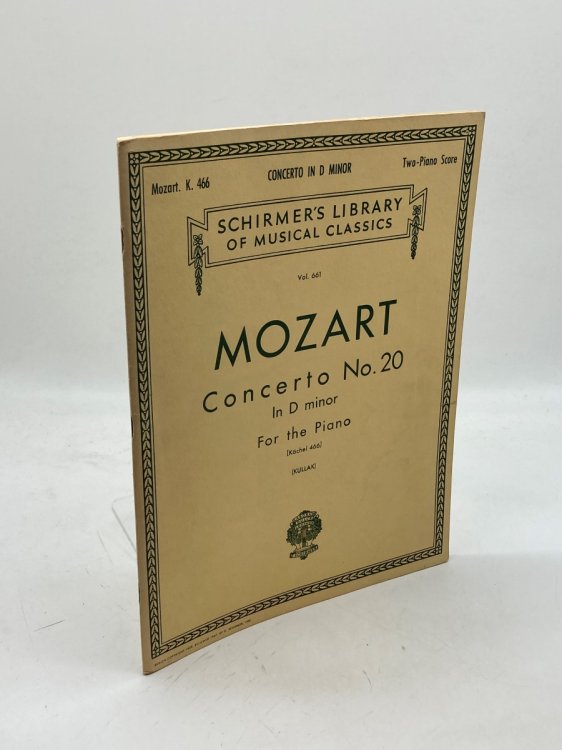 Mozart. K. 466 CONCERTO IN D MINOR Two-Piano Score
SCHIRMER'S LIBRARY
OF MUSICAL CLASSICS
Vol. 661
MOZART
Concerto No. 20
In D minor
For the Piano
[Köchel 466]
(KULLAK)